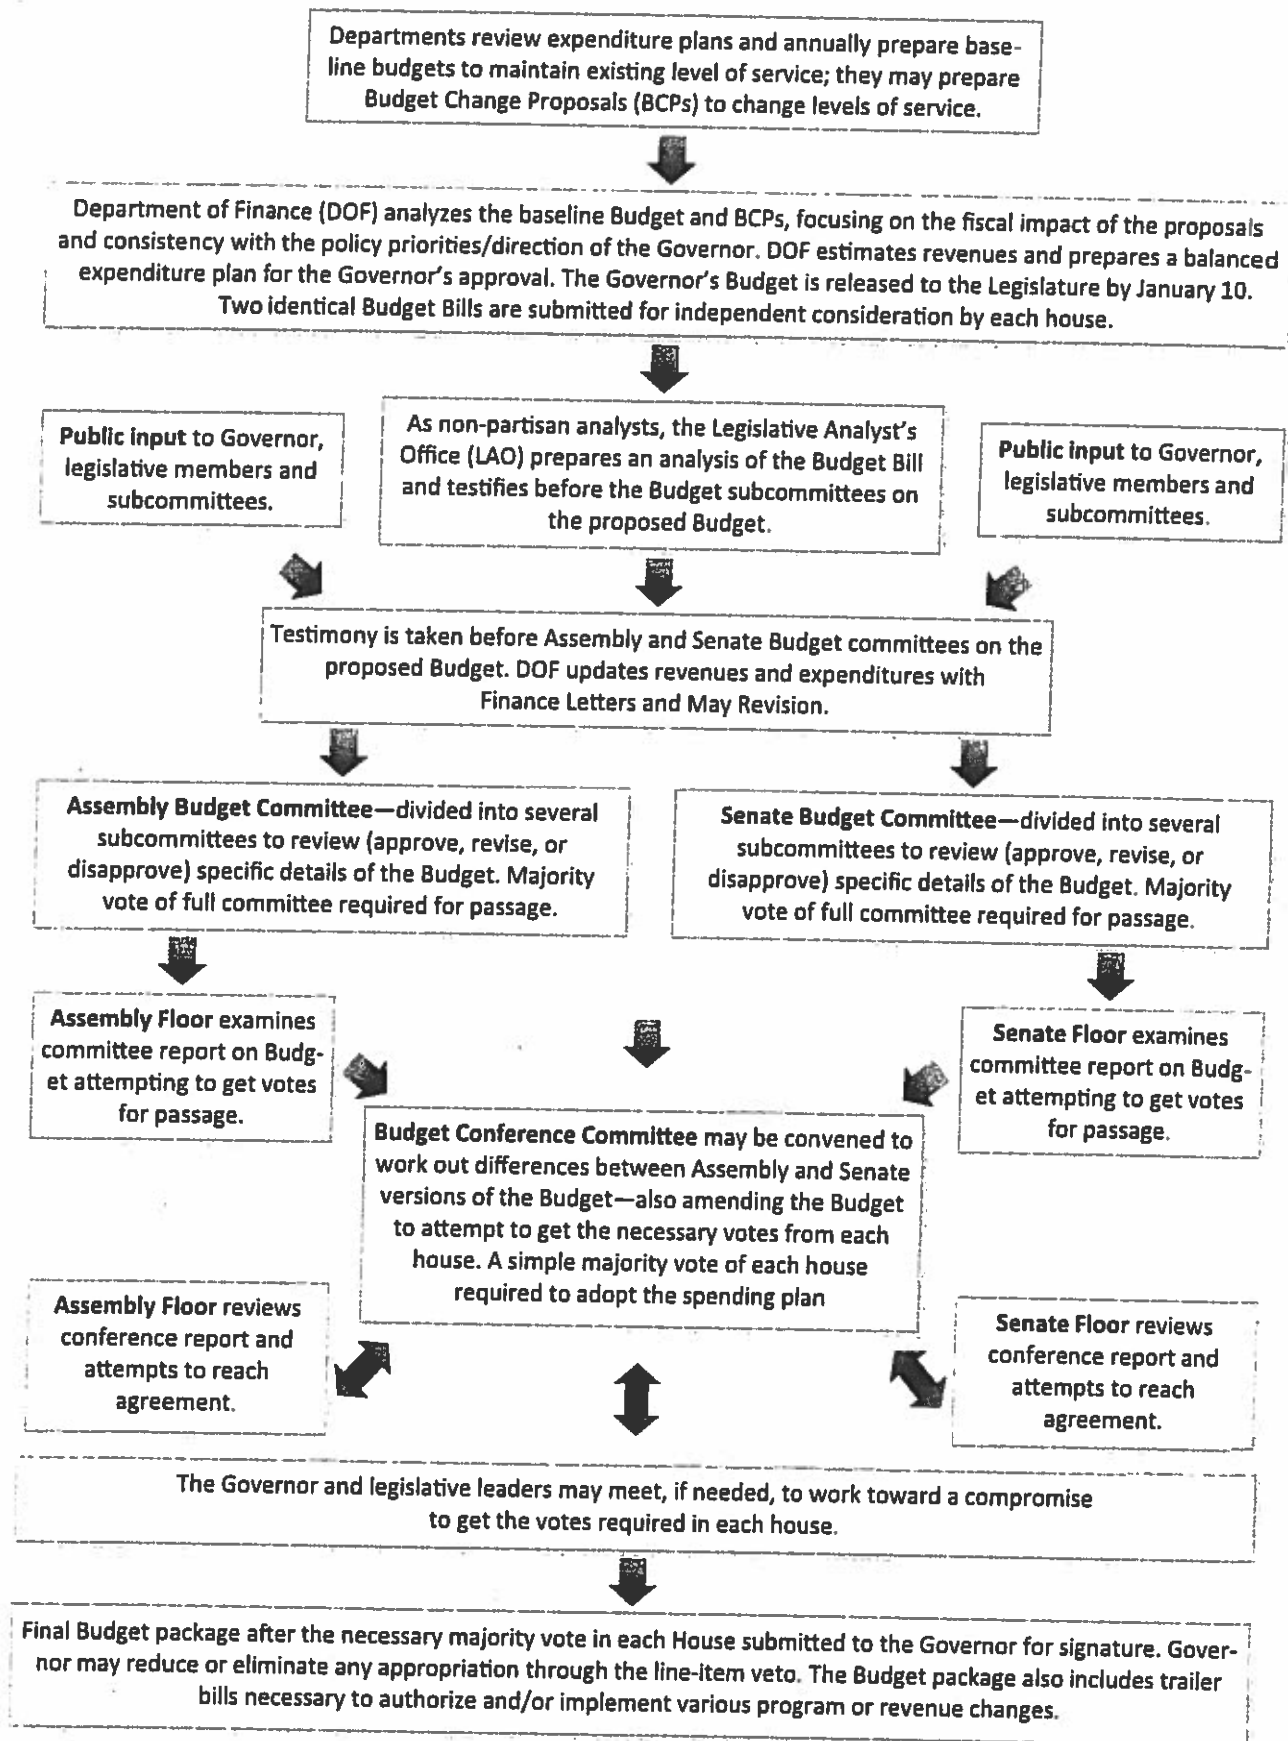 Departments review expenditure plans and annually prepare base-
line budgets to maintain existing level of service; they may prepare
Budget Change Proposals (BCPs) to change levels of service.
Department of Finance (DOF) analyzes the baseline Budget and BCPs, focusing on the fiscal impact of the proposals
and consistency with the policy priorities/direction of the Governor. DOF estimates revenues and prepares a balanced
expenditure plan for the Governor's approval. The Governor's Budget is released to the Legislature by January 10.
Two identical Budget Bills are submitted for independent consideration by each house.
Public input to Governor,
legislative members and
subcommittees.
As non-partisan analysts, the Legislative Analyst's
Office (LAO) prepares an analysis of the Budget Bill
and testifies before the Budget subcommittees on
the proposed Budget.
Public input to Governor,
legislative members and
subcommittees.
Testimony is taken before Assembly and Senate Budget committees on the
proposed Budget. DOF updates revenues and expenditures with
Finance Letters and May Revision.
Assembly Budget Committee—divided into several
subcommittees to review (approve, revise, or
disapprove) specific details of the Budget. Majority
vote of full committee required for passage.
Senate Budget Committee—divided into several
subcommittees to review (approve, revise, or
disapprove) specific details of the Budget. Majority
vote of full committee required for passage.
Assembly Floor examines
committee report on Budg-
et attempting to get votes
for passage.
Senate Floor examines
committee report on Budg-
et attempting to get votes
for passage.
Budget Conference Committee may be convened to
work out differences between Assembly and Senate
versions of the Budget—also amending the Budget
to attempt to get the necessary votes from each
house. A simple majority vote of each house
required to adopt the spending plan
Assembly Floor reviews
conference report and
attempts to reach
agreement.
Senate Floor reviews
conference report and
attempts to reach
agreement.
The Governor and legislative leaders may meet, if needed, to work toward a compromise
to get the votes required in each house.
Final Budget package after the necessary majority vote in each House submitted to the Governor for signature. Gover-
nor may reduce or eliminate any appropriation through the line-item veto. The Budget package also includes trailer
bills necessary to authorize and/or implement various program or revenue changes.